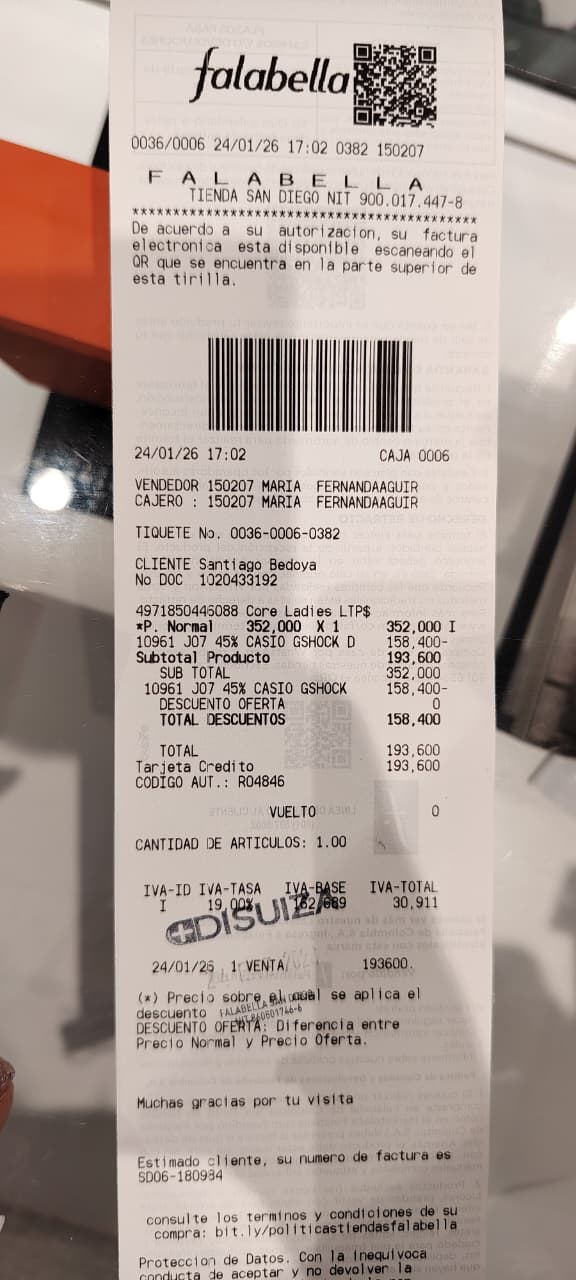 falabella
0036/0006 24/01/26 17:02 0382 150207
F A L A B E L L A
TIENDA SAN DIEGO NIT 900.017.447-8
********************************************
De acuerdo a su autorizacion, su factura
electronica esta disponible escaneando el
QR que se encuentra en la parte superior de
esta tirilla.
24/01/26 17:02 CAJA 0006
VENDEDOR 150207 MARIA FERNANDAAGUIR
CAJERO : 150207 MARIA FERNANDAAGUIR
TIQUETE No. 0036-0006-0382
CLIENTE Santiago Bedoya
No DOC 1020433192
4971850446088 Core Ladies LTP$
*P. Normal 352,000 X 1 352,000 I
10961 J07 45% CASIO GSHOCK D 158,400-
Subtotal Producto 193,600
SUB TOTAL 352,000
10961 J07 45% CASIO GSHOCK 158,400-
DESCUENTO OFERTA 0
TOTAL DESCUENTOS 158,400
TOTAL 193,600
Tarjeta Credito 193,600
CODIGO AUT.: R04846
VUELTO 0
CANTIDAD DE ARTICULOS: 1.00
IVA-ID IVA-TASA IVA-BASE IVA-TOTAL
I 19,00% 162,689 30,911
DISUIZA
24/01/26 1 VENTA 193600.
(*) Precio sobre el cual se aplica el
descuento
FALABELLA SAN DIEGO
DESCUENTO OFERTA: Diferencia entre
Precio Normal y Precio Oferta.
Muchas gracias por tu visita
Estimado cliente, su numero de factura es
SD06-180984
consulte los terminos y condiciones de su
compra: bit.ly/politicastiendasfalabella
Proteccion de Datos. Con la inequivoca
conducta de aceptar y no devolver la